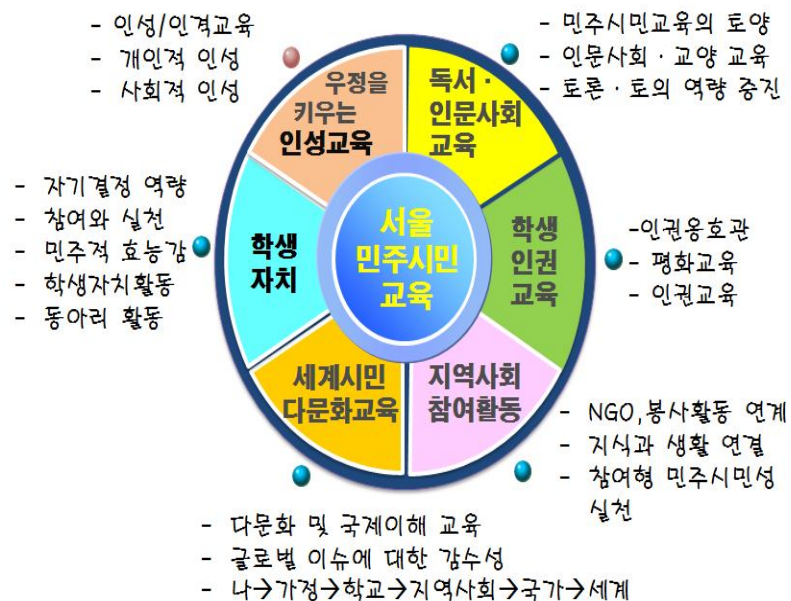 - 인성/인격교육
- 개인적 인성
- 사회적 인성
- 민주시민교육의 토양
- 인문사회 · 교양 교육
- 토론 · 토의 역량 증진
우정을
키우는
인성교육
독서 ·
인문사회
교육
- 자기결정 역량
- 참여와 실천
- 민주적 효능감
- 학생자치활동
- 동아리 활동
학생
자치
서울
민주시민
교육
학생
인권
교육
-인권옹호관
- 평화교육
- 인권교육
세계시민
다문화교육
지역사회
참여활동
- NGO,봉사활동 연계
- 지식과 생활 연결
- 참여형 민주시민성
실천
- 다문화 및 국제이해 교육
- 글로벌 이슈에 대한 감수성
- 나→가정→학교→지역사회→국가→세계